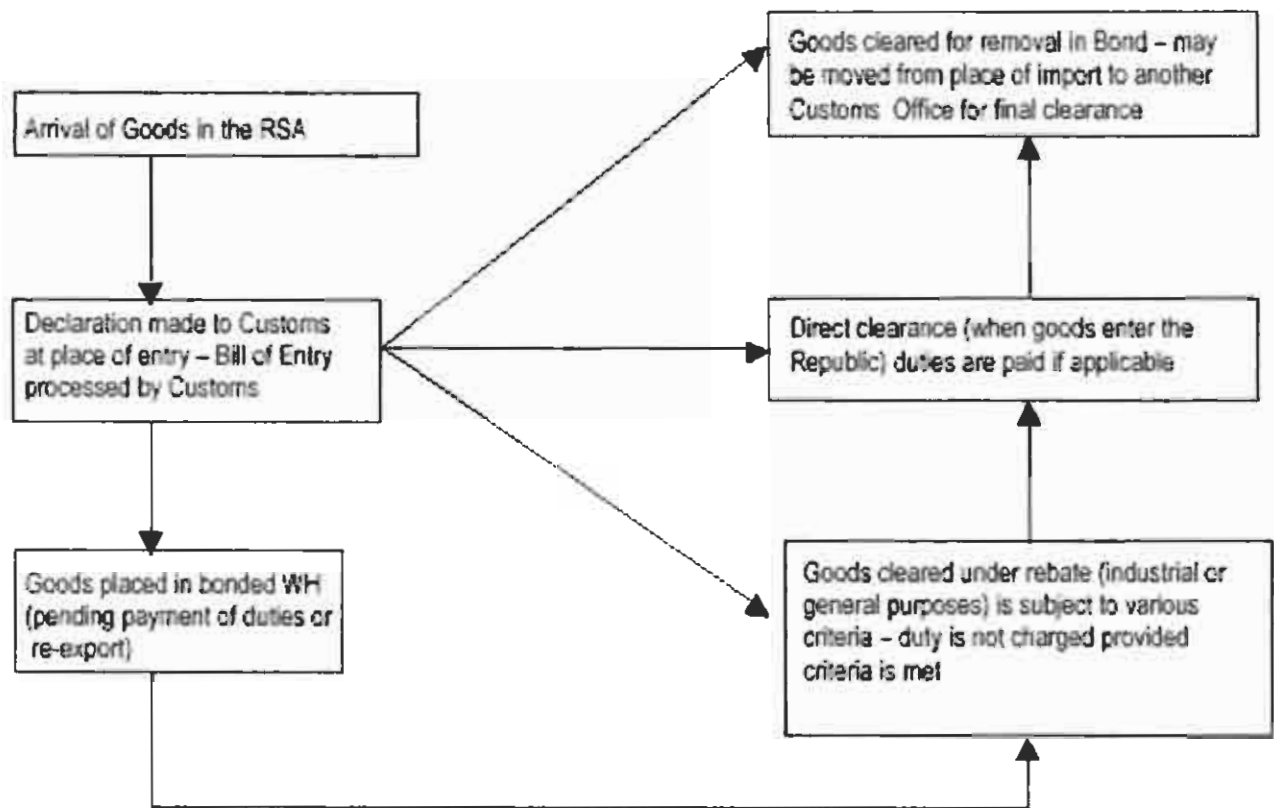 Arrival of Goods in the RSA
Declaration made to Customs
at place of entry – Bill of Entry
processed by Customs
Goods placed in bonded WH
(pending payment of duties or
re-export)
Goods cleared for removal in Bond – may
be moved from place of import to another
Customs Office for final clearance
Direct clearance (when goods enter the
Republic) duties are paid if applicable
Goods cleared under rebate (industrial or
general purposes) is subject to various
criteria – duty is not charged provided
criteria is met